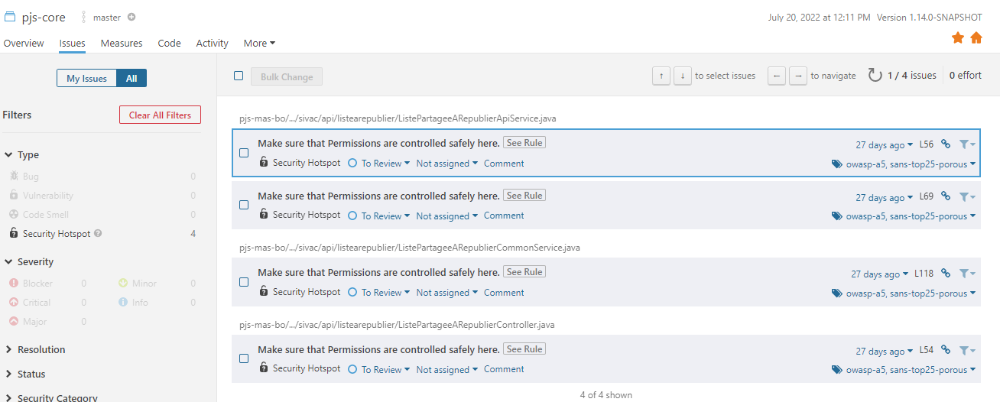 pjs-core master
July 20, 2022 at 12:11 PM Version 1.14.0-SNAPSHOT
Overview Issues Measures Code Activity More
My Issues All
Bulk Change
↑ ↓ to select issues ← → to navigate 1 / 4 issues 0 effort
Filters Clear All Filters
Type
Bug 0
Vulnerability 0
Code Smell 0
Security Hotspot ? 4
Severity
Blocker 0 Minor 0
Critical 0 Info 0
Major 0
Resolution
Status
Security Category
pjs-mas-bo/.../sivac/api/listearepublier/ListePartageeARepublierApiService.java
Make sure that Permissions are controlled safely here. See Rule 27 days ago L56
Security Hotspot To Review Not assigned Comment owasp-a5, sans-top25-porous
Make sure that Permissions are controlled safely here. See Rule 27 days ago L69
Security Hotspot To Review Not assigned Comment owasp-a5, sans-top25-porous
pjs-mas-bo/.../sivac/api/listearepublier/ListePartageeARepublierCommonService.java
Make sure that Permissions are controlled safely here. See Rule 27 days ago L118
Security Hotspot To Review Not assigned Comment owasp-a5, sans-top25-porous
pjs-mas-bo/.../sivac/api/listearepublier/ListePartageeARepublierController.java
Make sure that Permissions are controlled safely here. See Rule 27 days ago L54
Security Hotspot To Review Not assigned Comment owasp-a5, sans-top25-porous
4 of 4 shown